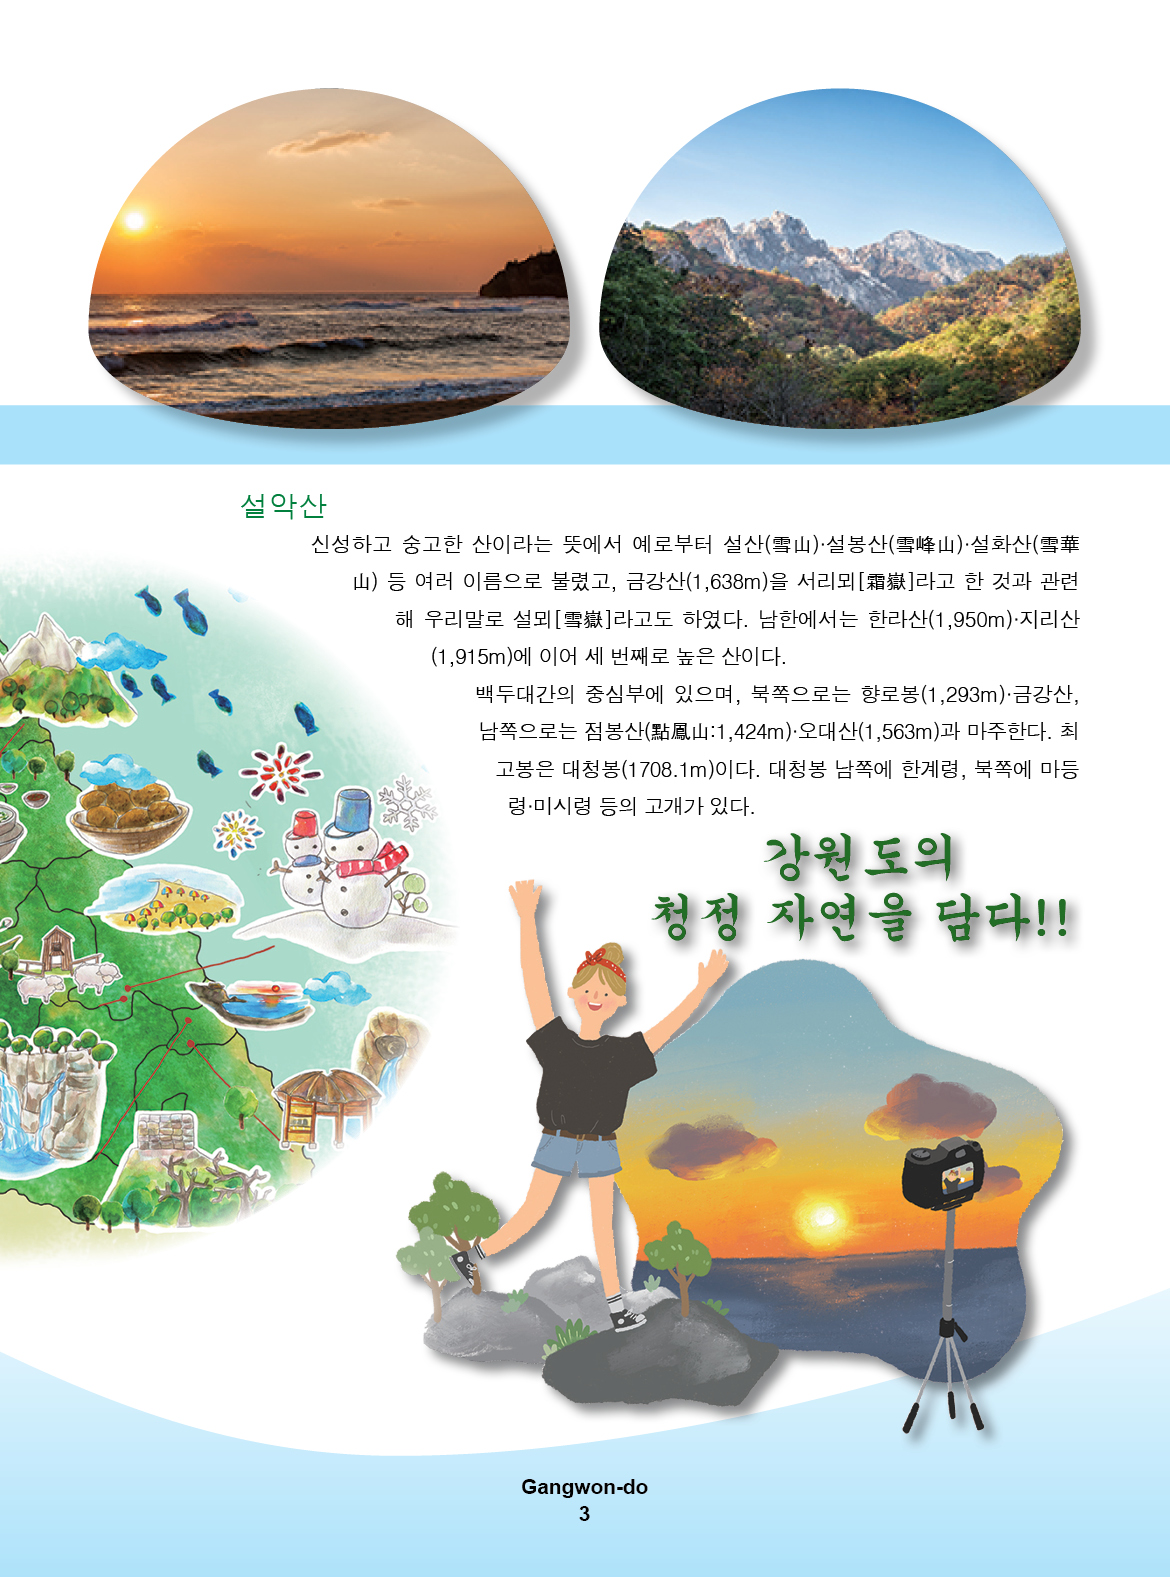 설악산
신성하고 숭고한 산이라는 뜻에서 예로부터 설산(雪山)·설봉산(雪峰山)·설화산(雪華
山) 등 여러 이름으로 불렸고, 금강산(1,638m)을 서리뫼[霜嶽]라고 한 것과 관련
해 우리말로 설뫼[雪嶽]라고도 하였다. 남한에서는 한라산(1,950m)·지리산
(1,915m)에 이어 세 번째로 높은 산이다.
백두대간의 중심부에 있으며, 북쪽으로는 향로봉(1,293m)·금강산,
남쪽으로는 점봉산(點鳳山:1,424m)·오대산(1,563m)과 마주한다. 최
고봉은 대청봉(1708.1m)이다. 대청봉 남쪽에 한계령, 북쪽에 마등
령·미시령 등의 고개가 있다.
강원도의
청정 자연을 담다!!
Gangwon-do
3